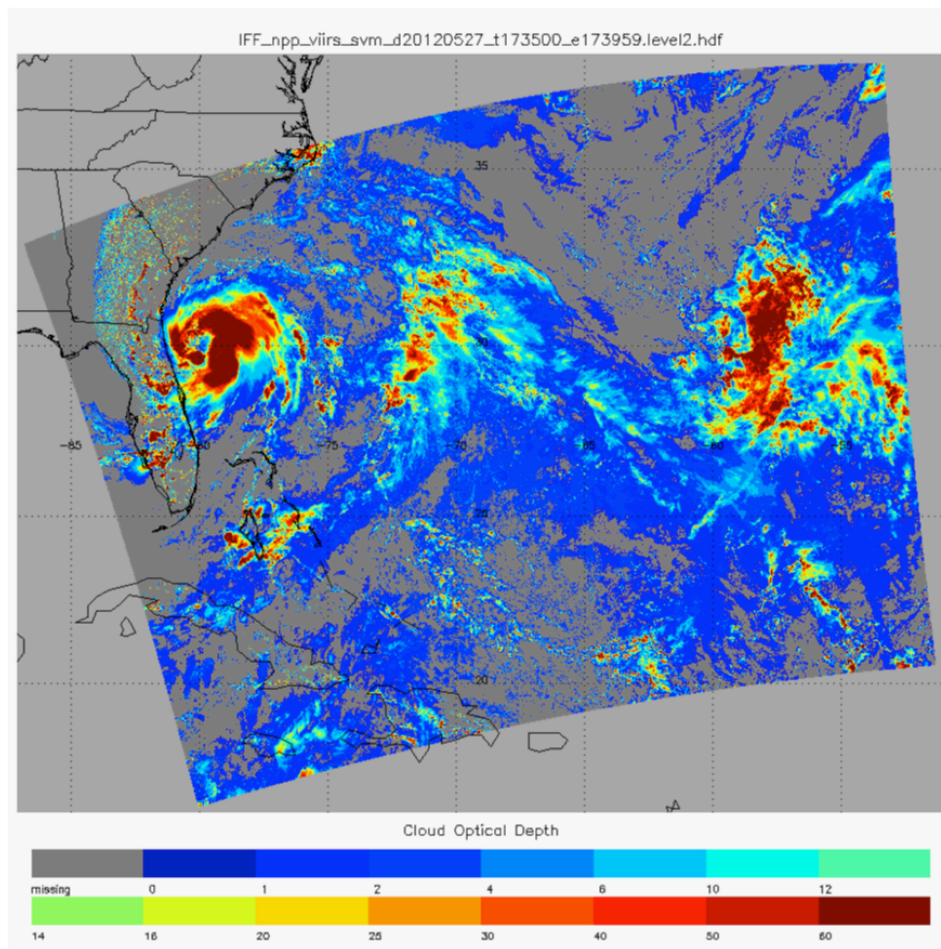 IFF_npp_viirs_svm_d20120527_t173500_e173959.level2.hdf
35
30
-85 -80 -75 -70 -65 -60 -55
25
20
Cloud Optical Depth
missing 0 1 2 4 6 10 12
14 16 20 25 30 40 50 60